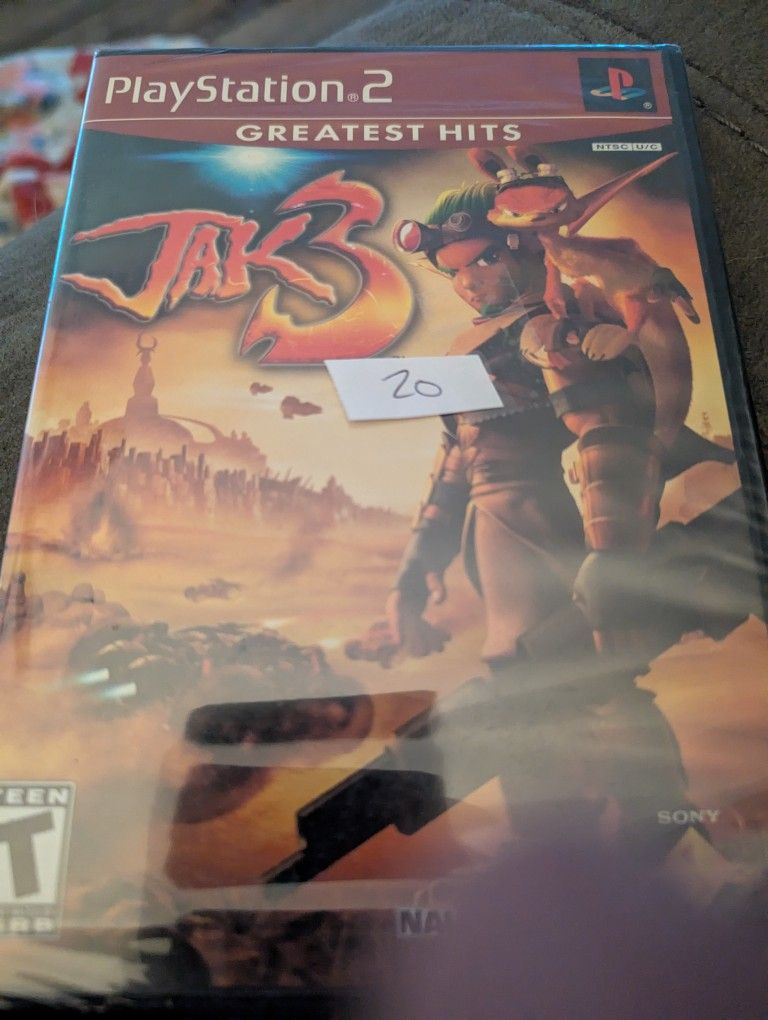 PlayStation®2
®
GREATEST HITS
NTSC U/C
JAK3
20
TEEN
T
SONY